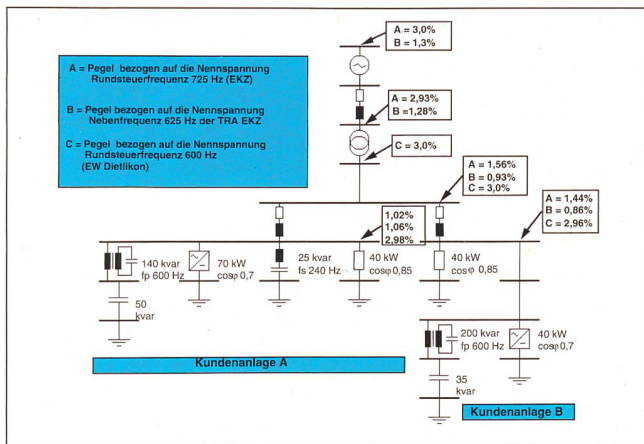 A = 3,0%
B = 1,3%
A = Pegel bezogen auf die Nennspannung
Rundsteuerfrequenz 725 Hz (EKZ)
B = Pegel bezogen auf die Nennspannung
Nebenfrequenz 625 Hz der TRA EKZ
C = Pegel bezogen auf die Nennspannung
Rundsteuerfrequenz 600 Hz
(EW Dietlikon)
A = 2,93%
B =1,28%
C = 3,0%
A = 1,56%
B = 0,93%
C = 3,0%
A = 1,44%
B = 0,86%
C = 2,96%
1,02%
1,06%
2,98%
140 kvar
fp 600 Hz
70 kW
cosφ 0,7
25 kvar
fs 240 Hz
40 kW
cosφ 0,85
40 kW
cosφ 0,85
50
kvar
200 kvar
fp 600 Hz
40 kW
cosφ 0,7
35
kvar
Kundenanlage A
Kundenanlage B